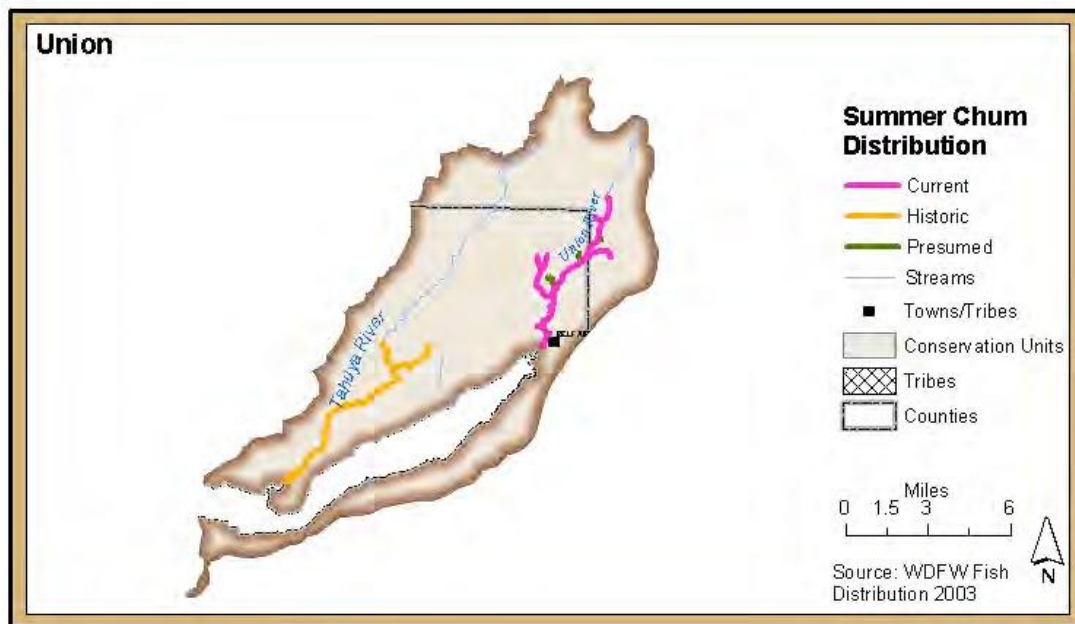 Union
Summer Chum
Distribution
Current
Historic
Presumed
Streams
Towns/Tribes
Conservation Units
Tribes
Counties
Union River
Tahuya River
BELFAIR
Miles
0 1.5 3 6
Source: WDFW Fish
Distribution 2003
N